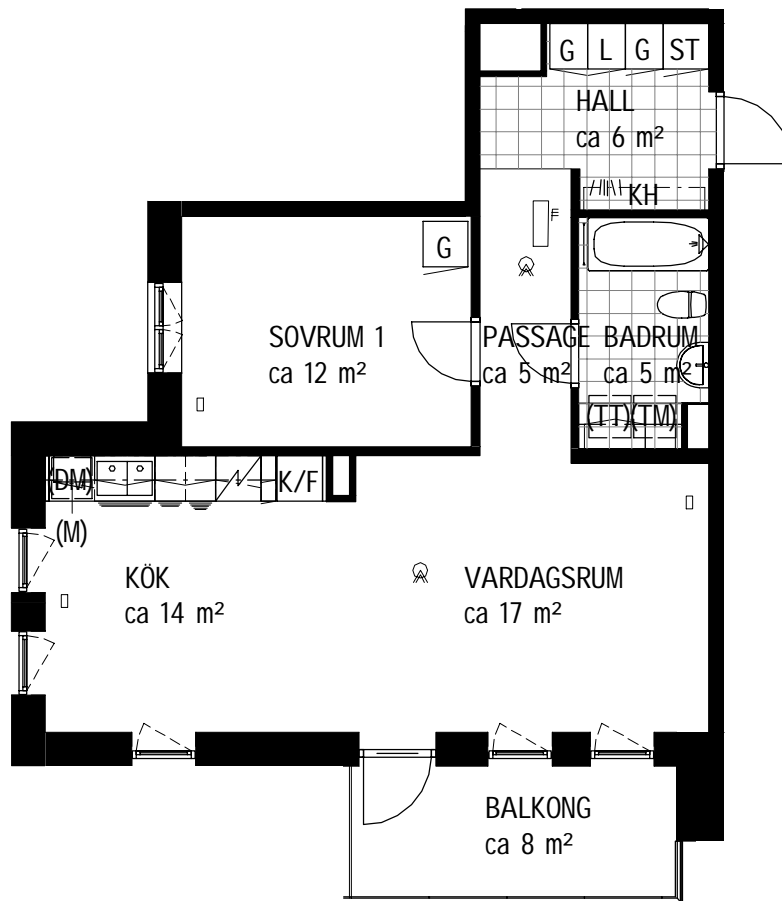 G L G ST
HALL
ca 6 m²
KH
G
SOVRUM 1
ca 12 m²
PASSAGE
ca 5 m²
BADRUM
ca 5 m²
(TT)(TM)
(DM)
K/F
(M)
KÖK
ca 14 m²
VARDAGSRUM
ca 17 m²
BALKONG
ca 8 m²